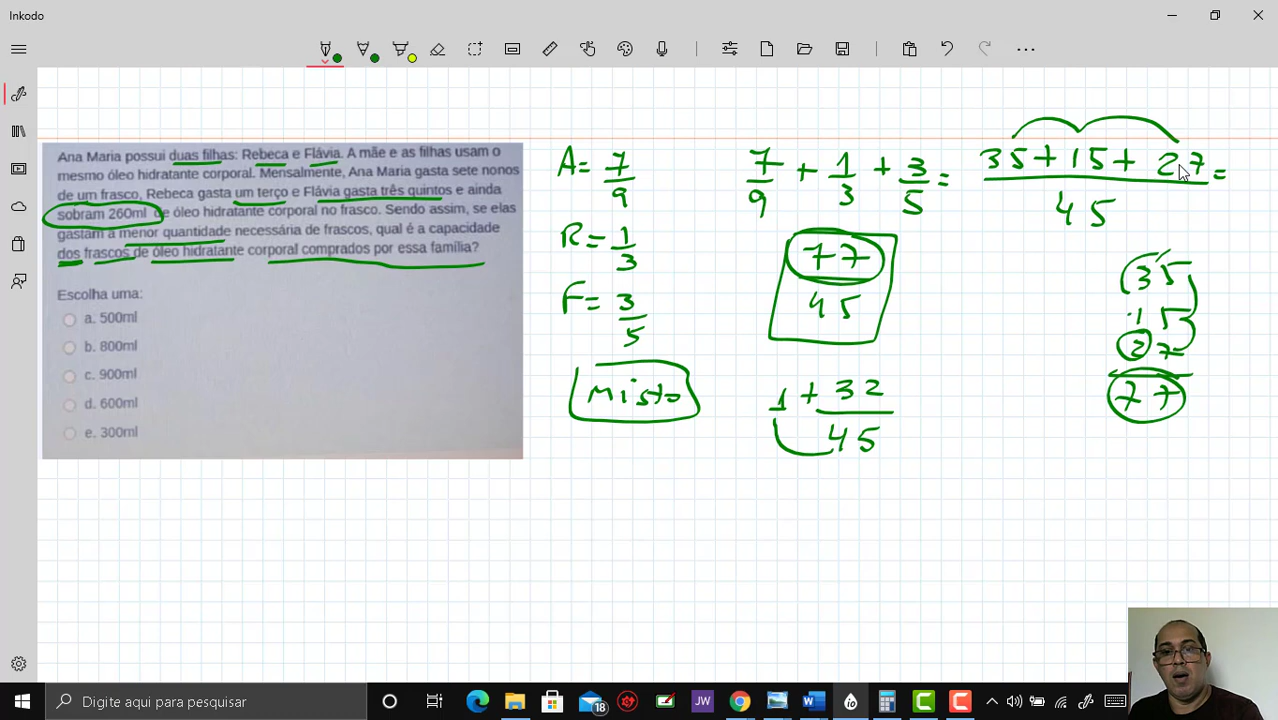 Inkodo
Ana Maria possui duas filhas: Rebeca e Flávia. A mãe e as filhas usam o
mesmo óleo hidratante corporal. Mensalmente, Ana Maria gasta sete nonos
de um frasco, Rebeca gasta um terço e Flávia gasta três quintos e ainda
sobram 260ml de óleo hidratante corporal no frasco. Sendo assim, se elas
gastam a menor quantidade necessária de frascos, qual é a capacidade
dos frascos de óleo hidratante corporal comprados por essa família?
Escolha uma:
a. 500ml
b. 800ml
c. 900ml
d. 600ml
e. 300ml
A = 7/9
R = 1/3
F = 3/5
Misto
7/9 + 1/3 + 3/5 =
77/45
1 + 32/45
35 + 15 + 27 =
45
35
15
27
77
Digite aqui para pesquisar
18
JW